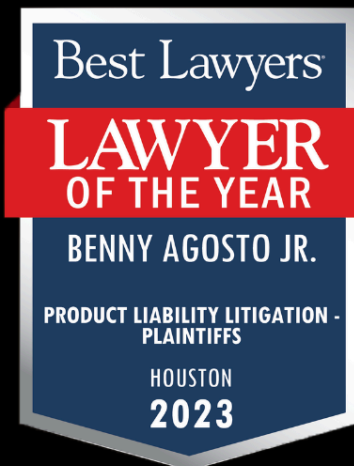 Best Lawyers
LAWYER
OF THE YEAR
BENNY AGOSTO JR.
PRODUCT LIABILITY LITIGATION -
PLAINTIFFS
HOUSTON
2023